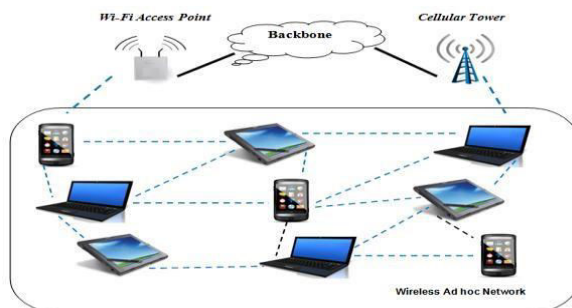 Wi-Fi Access Point
Cellular Tower
Backbone
Wireless Ad hoc Network